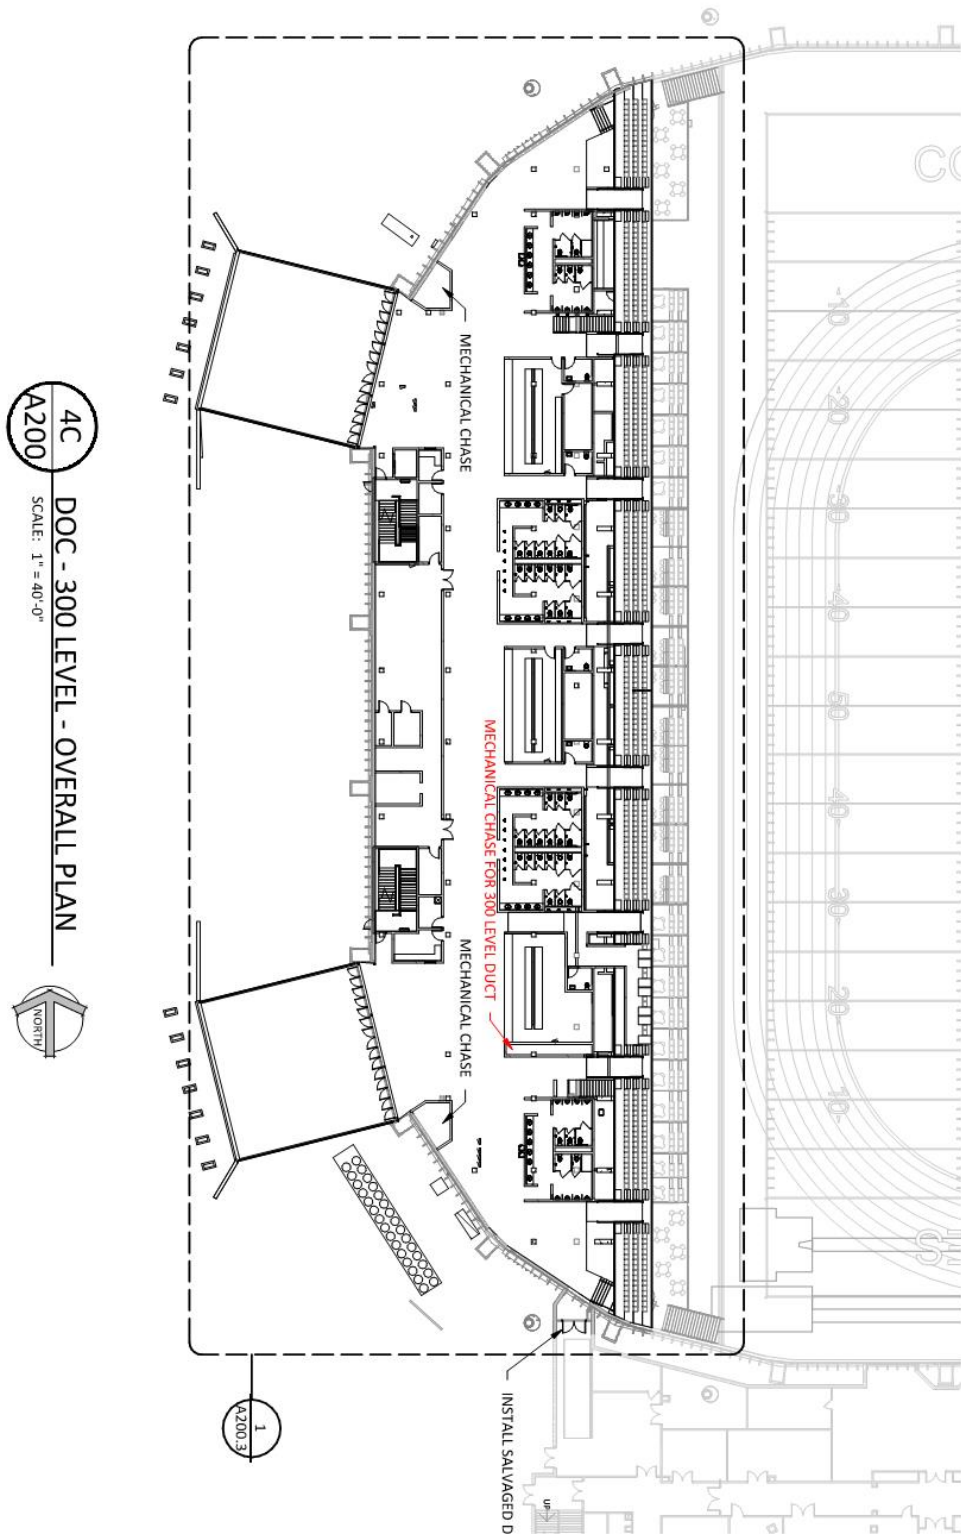 MECHANICAL CHASE
MECHANICAL CHASE FOR 300 LEVEL DUCT
MECHANICAL CHASE
INSTALL SALVAGED D
UP
CO
10
20
30
40
50
40
30
20
10
1
A200.3
4C
A200
DOC - 300 LEVEL - OVERALL PLAN
SCALE: 1" = 40'-0"
NORTH